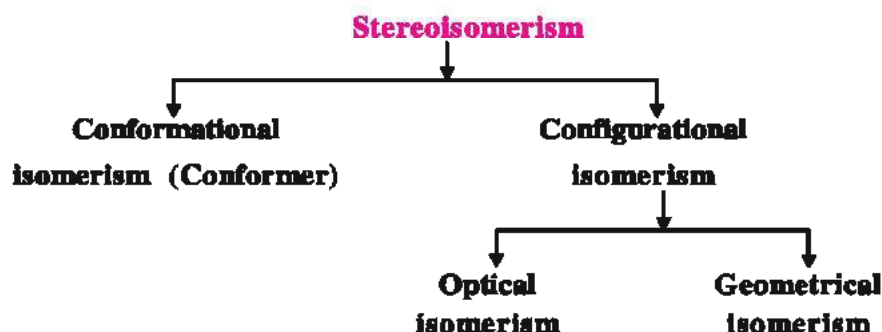 Stereoisomerism
Conformational
isomerism (Conformer)
Configurational
isomerism
Optical
isomerism
Geometrical
isomerism